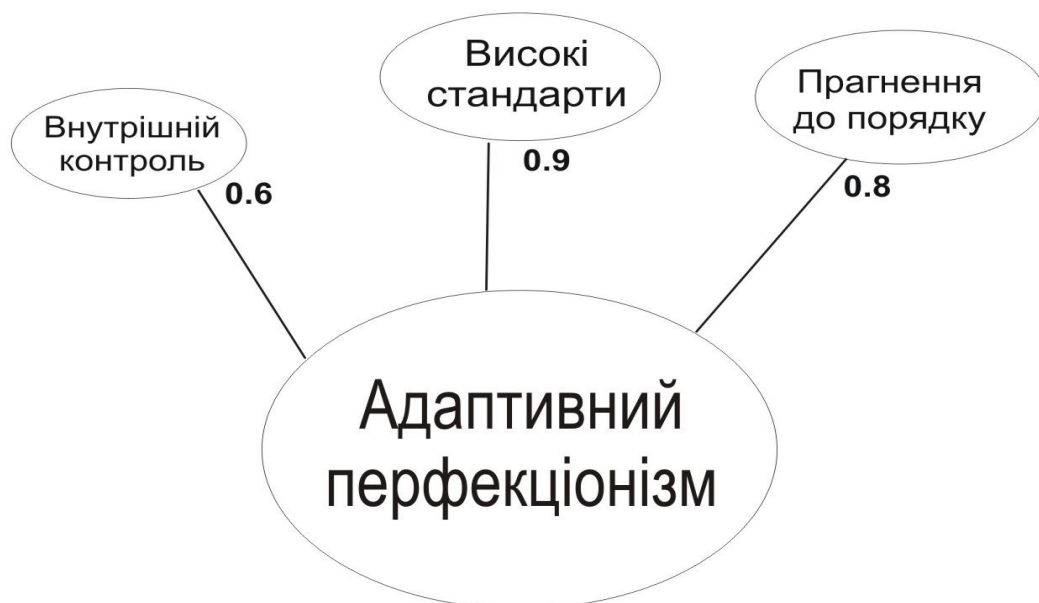 Внутрішній
контроль
0.6
Високі
стандарти
0.9
Прагнення
до порядку
0.8
Адаптивний
перфекціонізм